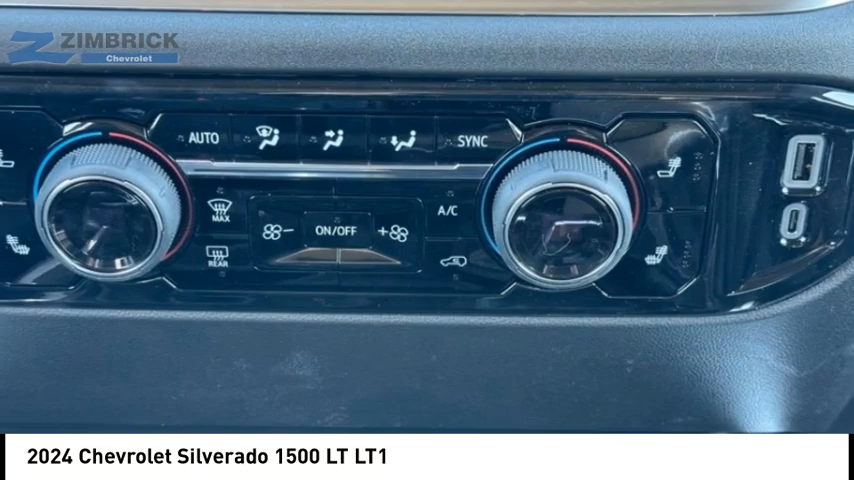 ZIMBRICK
Chevrolet
AUTO
SYNC
MAX
ON/OFF
A/C
REAR
2024 Chevrolet Silverado 1500 LT LT1